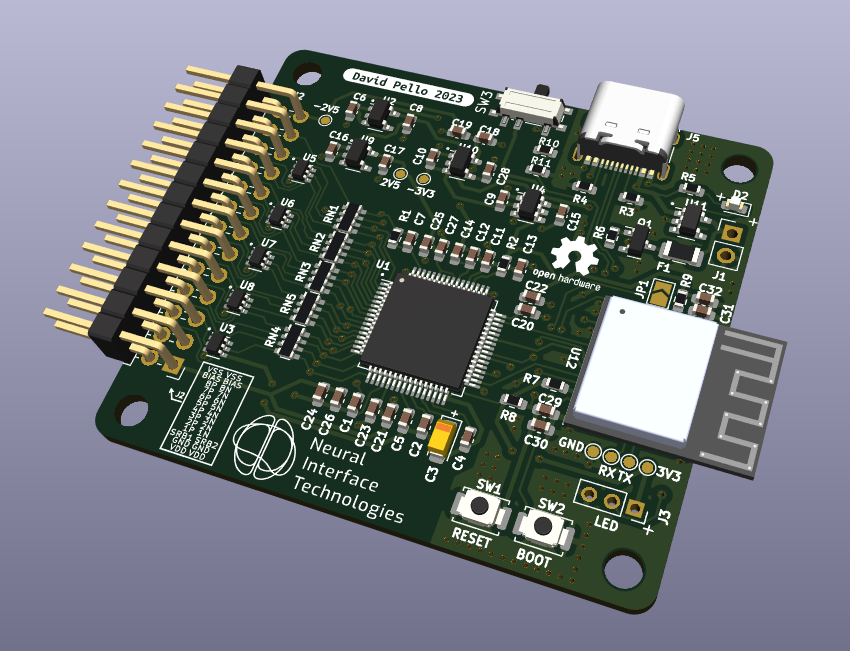 David Pello 2023
SW3
J5
C6
U2
C8
-2V5
C19
C18
R10
R11
C16
U9
C17
C10
C28
2V5
-3V3
U5
C9
U4
C15
R4
R3
R5
D2
+
+
Q1
R6
F1
J1
U6
RN1
R1
C7
C25
C27
C14
C12
C11
R2
C13
open hardware
U7
RN2
U1
JP1
R9
C32
C31
U8
RN3
C22
C20
U3
RN5
RN4
U12
R7
R8
C29
C30
J2
VSS
VSS
BIAS
C24
C26
C1
C23
C21
C5
C2
C3
+
C4
GND
RX
TX
3V3
Neural
Interface
Technologies
SW1
RESET
SW2
BOOT
LED
J3
+